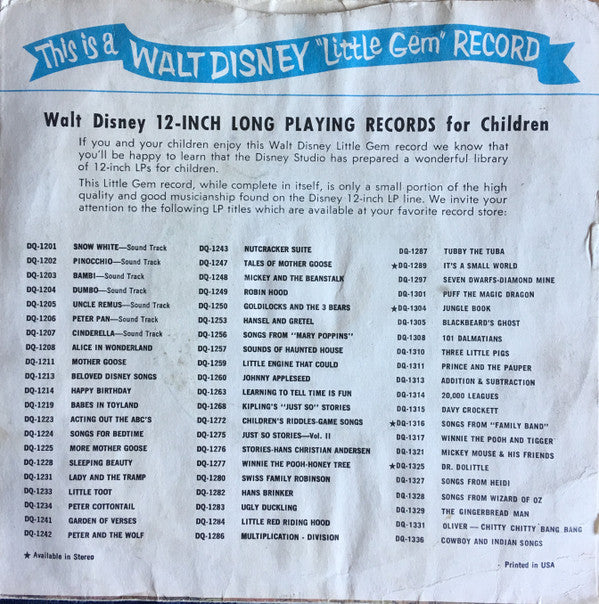 This is a WALT DISNEY "Little Gem" RECORD
Walt Disney 12-INCH LONG PLAYING RECORDS for Children
If you and your children enjoy this Walt Disney Little Gem record we know that
you'll be happy to learn that the Disney Studio has prepared a wonderful library
of 12-inch LPs for children.
This Little Gem record, while complete in itself, is only a small portion of the high
quality and good musicianship found on the Disney 12-inch LP line. We invite your
attention to the following LP titles which are available at your favorite record store:
DQ-1201 SNOW WHITE—Sound Track
DQ-1202 PINOCCHIO—Sound Track
DQ-1203 BAMBI—Sound Track
DQ-1204 DUMBO—Sound Track
DQ-1205 UNCLE REMUS—Sound Track
DQ-1206 PETER PAN—Sound Track
DQ-1207 CINDERELLA—Sound Track
DQ-1208 ALICE IN WONDERLAND
DQ-1211 MOTHER GOOSE
DQ-1213 BELOVED DISNEY SONGS
DQ-1214 HAPPY BIRTHDAY
DQ-1219 BABES IN TOYLAND
DQ-1223 ACTING OUT THE ABC'S
DQ-1224 SONGS FOR BEDTIME
DQ-1225 MORE MOTHER GOOSE
DQ-1228 SLEEPING BEAUTY
DQ-1231 LADY AND THE TRAMP
DQ-1233 LITTLE TOOT
DQ-1234 PETER COTTONTAIL
DQ-1241 GARDEN OF VERSES
DQ-1242 PETER AND THE WOLF
★ Available in Stereo
DQ-1243 NUTCRACKER SUITE
DQ-1247 TALES OF MOTHER GOOSE
DQ-1248 MICKEY AND THE BEANSTALK
DQ-1249 ROBIN HOOD
DQ-1250 GOLDILOCKS AND THE 3 BEARS
DQ-1253 HANSEL AND GRETEL
DQ-1256 SONGS FROM "MARY POPPINS"
DQ-1257 SOUNDS OF HAUNTED HOUSE
DQ-1259 LITTLE ENGINE THAT COULD
DQ-1260 JOHNNY APPLESEED
DQ-1263 LEARNING TO TELL TIME IS FUN
DQ-1268 KIPLING'S "JUST SO" STORIES
DQ-1272 CHILDREN'S RIDDLES-GAME SONGS
DQ-1275 JUST SO STORIES—Vol. II
DQ-1276 STORIES-HANS CHRISTIAN ANDERSEN
DQ-1277 WINNIE THE POOH-HONEY TREE
DQ-1280 SWISS FAMILY ROBINSON
DQ-1282 HANS BRINKER
DQ-1283 UGLY DUCKLING
DQ-1284 LITTLE RED RIDING HOOD
DQ-1286 MULTIPLICATION - DIVISION
DQ-1287 TUBBY THE TUBA
★DQ-1289 IT'S A SMALL WORLD
DQ-1297 SEVEN DWARFS-DIAMOND MINE
DQ-1301 PUFF THE MAGIC DRAGON
★DQ-1304 JUNGLE BOOK
DQ-1305 BLACKBEARD'S GHOST
DQ-1308 101 DALMATIANS
DQ-1310 THREE LITTLE PIGS
DQ-1311 PRINCE AND THE PAUPER
DQ-1313 ADDITION & SUBTRACTION
DQ-1314 20,000 LEAGUES
DQ-1315 DAVY CROCKETT
★DQ-1316 SONGS FROM "FAMILY BAND"
DQ-1317 WINNIE THE POOH AND TIGGER
DQ-1321 MICKEY MOUSE & HIS FRIENDS
★DQ-1325 DR. DOLITTLE
DQ-1327 SONGS FROM HEIDI
DQ-1328 SONGS FROM WIZARD OF OZ
DQ-1329 THE GINGERBREAD MAN
DQ-1331 OLIVER — CHITTY CHITTY BANG BANG
DQ-1336 COWBOY AND INDIAN SONGS
Printed in USA